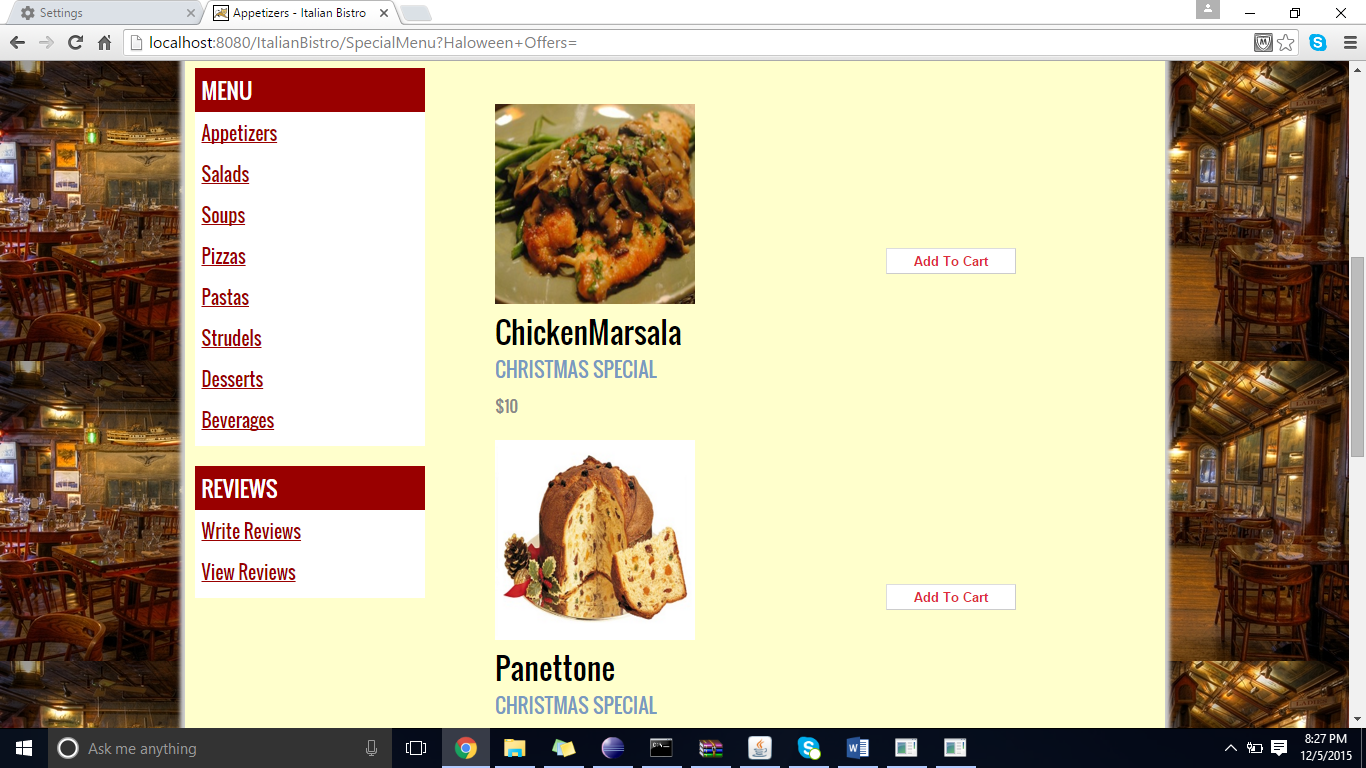 Settings
Appetizers - Italian Bistro
localhost:8080/ItalianBistro/SpecialMenu?Haloween+Offers=
MENU
Appetizers
Salads
Soups
Pizzas
Pastas
Strudels
Desserts
Beverages
REVIEWS
Write Reviews
View Reviews
ChickenMarsala
CHRISTMAS SPECIAL
$10
Add To Cart
Panettone
CHRISTMAS SPECIAL
Add To Cart
Ask me anything
8:27 PM
12/5/2015